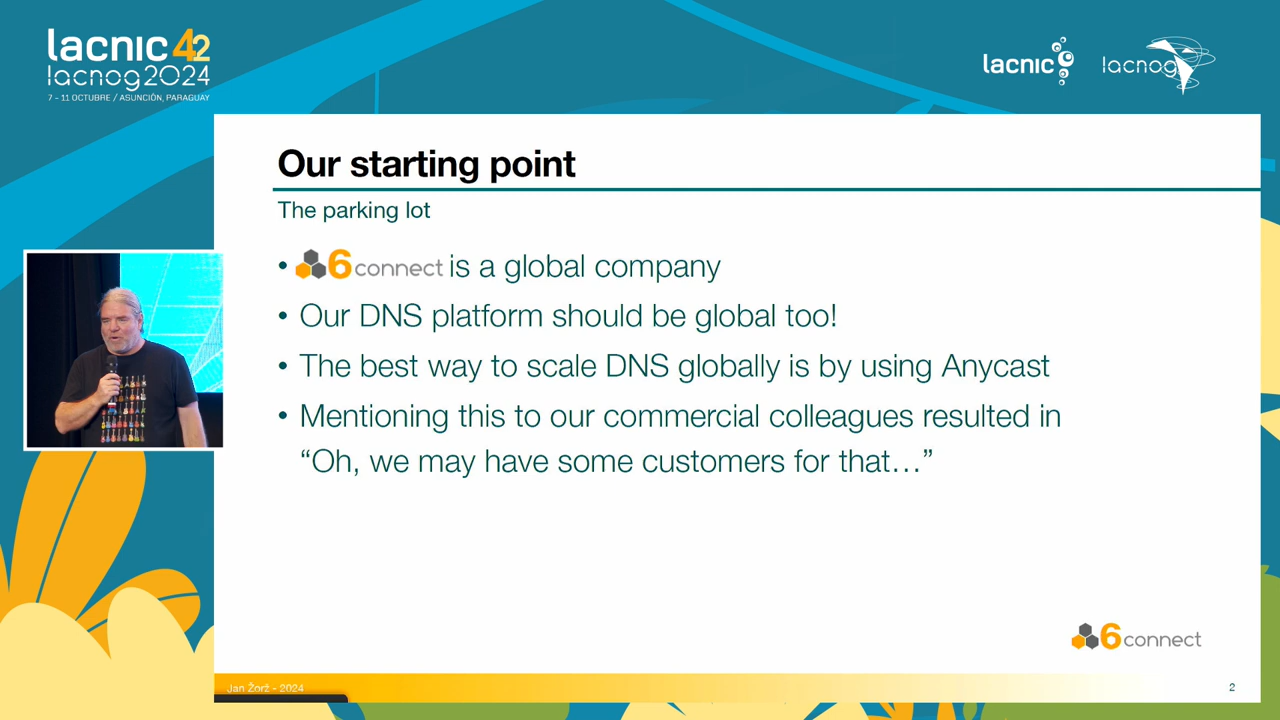 lacnic 42
lacnog2024
7 - 11 OCTUBRE / ASUNCIÓN, PARAGUAY
lacnic
lacnog
Our starting point
The parking lot
• 6connect is a global company
• Our DNS platform should be global too!
• The best way to scale DNS globally is by using Anycast
• Mentioning this to our commercial colleagues resulted in
“Oh, we may have some customers for that…”
6connect
Jan Žorž - 2024
2